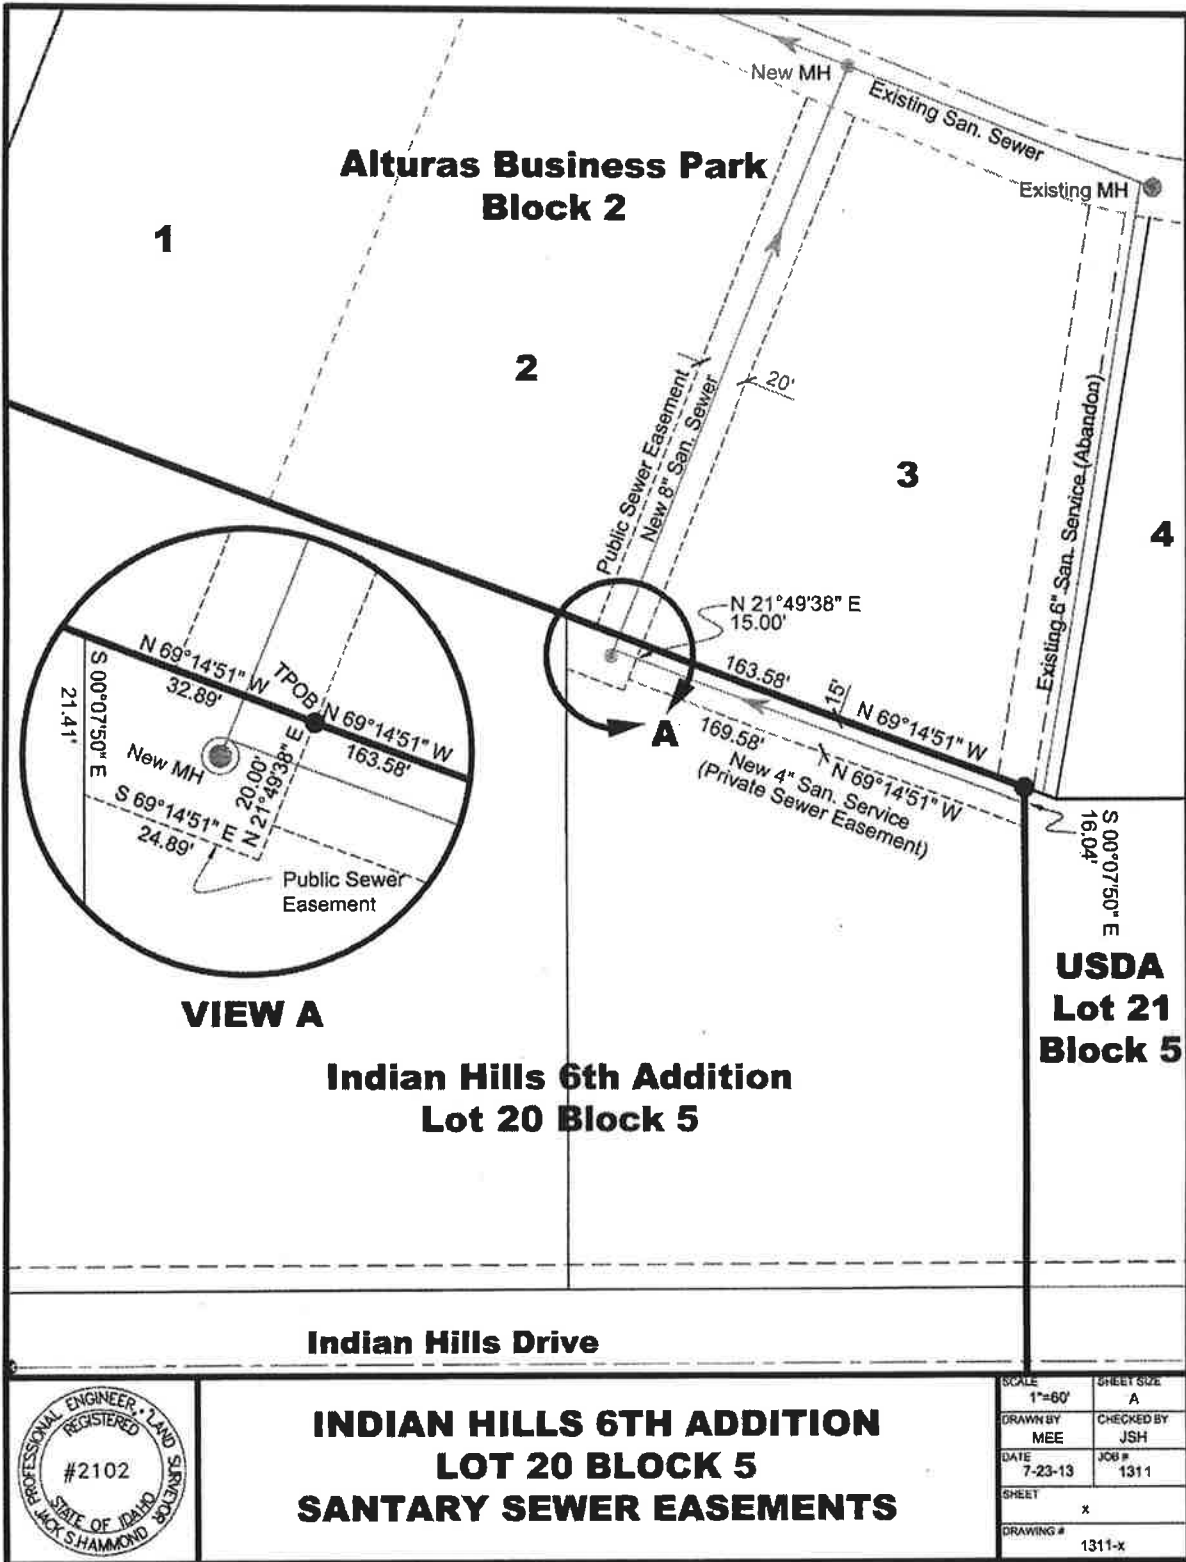 New MH
Existing San. Sewer
Existing MH
Alturas Business Park
Block 2
1
2
3
4
Public Sewer Easement
New 8" San. Sewer
20'
Existing 6" San. Service (Abandon)
N 21°49'38" E
15.00'
163.58'
15'
N 69°14'51" W
A
169.58'
N 69°14'51" W
New 4" San. Service
(Private Sewer Easement)
S 00°07'50" E
16.04'
N 69°14'51" W
32.89'
TPOB
N 69°14'51" W
163.58'
S 00°07'50" E
21.41'
New MH
20.00'
N 21°49'38" E
S 69°14'51" E
24.89'
Public Sewer
Easement
VIEW A
USDA
Lot 21
Block 5
Indian Hills 6th Addition
Lot 20 Block 5
Indian Hills Drive
PROFESSIONAL ENGINEER, LAND SURVEYOR
REGISTERED
#2102
STATE OF IDAHO
JACK S. HAMMOND
INDIAN HILLS 6TH ADDITION
LOT 20 BLOCK 5
SANTARY SEWER EASEMENTS
SCALE
1"=60'
SHEET SIZE
A
DRAWN BY
MEE
CHECKED BY
JSH
DATE
7-23-13
JOB #
1311
SHEET
x
DRAWING #
1311-x